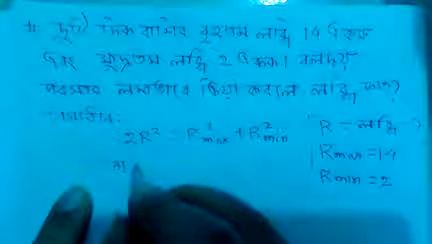 # দুটি দিক রাশির বৃহত্তম লব্ধি 14 একক
এবং ক্ষুদ্রতম লব্ধি 2 একক। বলদ্বয়
পরস্পর লম্বভাবে ক্রিয়া করলে লব্ধি কত?
সমাধান:
2R² = R²max + R²min
বা
R = লব্ধি = ?
Rmax = 14
Rmin = 2